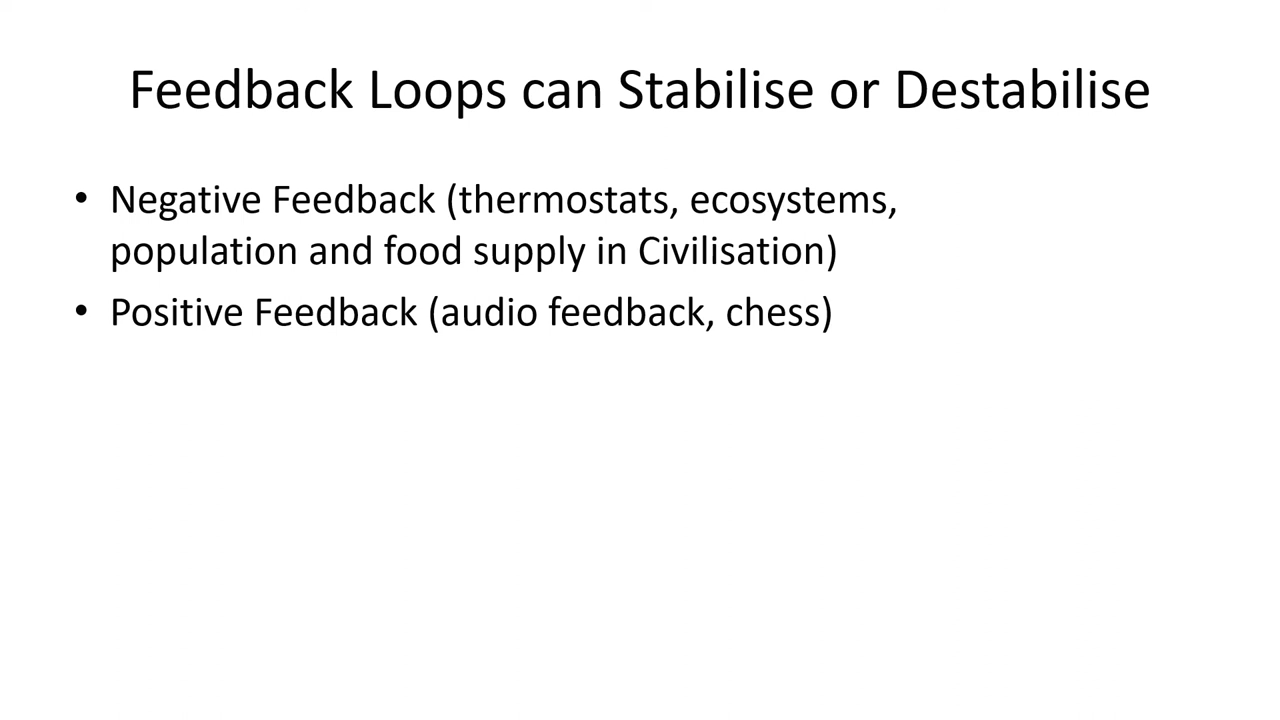 Feedback Loops can Stabilise or Destabilise
• Negative Feedback (thermostats, ecosystems,
population and food supply in Civilisation)
• Positive Feedback (audio feedback, chess)